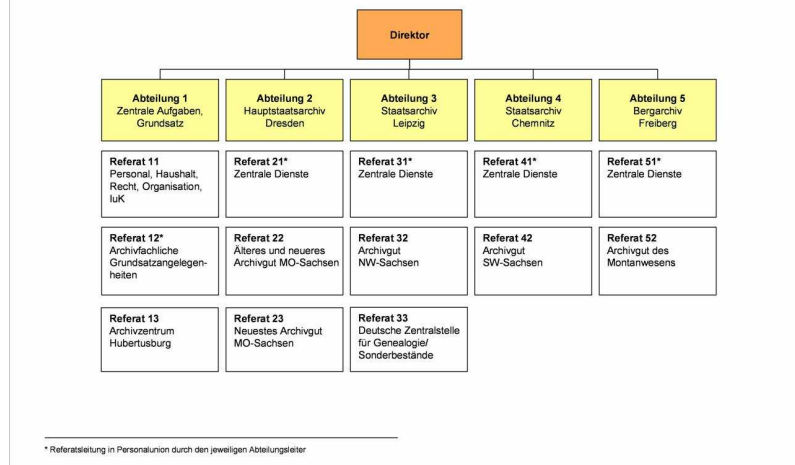 Direktor
Abteilung 1
Zentrale Aufgaben,
Grundsatz
Abteilung 2
Hauptstaatsarchiv
Dresden
Abteilung 3
Staatsarchiv
Leipzig
Abteilung 4
Staatsarchiv
Chemnitz
Abteilung 5
Bergarchiv
Freiberg
Referat 11
Personal, Haushalt,
Recht, Organisation,
IuK
Referat 21*
Zentrale Dienste
Referat 31*
Zentrale Dienste
Referat 41*
Zentrale Dienste
Referat 51*
Zentrale Dienste
Referat 12*
Archivfachliche
Grundsatzangelegen-
heiten
Referat 22
Älteres und neueres
Archivgut MO-Sachsen
Referat 32
Archivgut
NW-Sachsen
Referat 42
Archivgut
SW-Sachsen
Referat 52
Archivgut des
Montanwesens
Referat 13
Archivzentrum
Hubertusburg
Referat 23
Neuestes Archivgut
MO-Sachsen
Referat 33
Deutsche Zentralstelle
für Genealogie/
Sonderbestände
* Referatsleitung in Personalunion durch den jeweiligen Abteilungsleiter